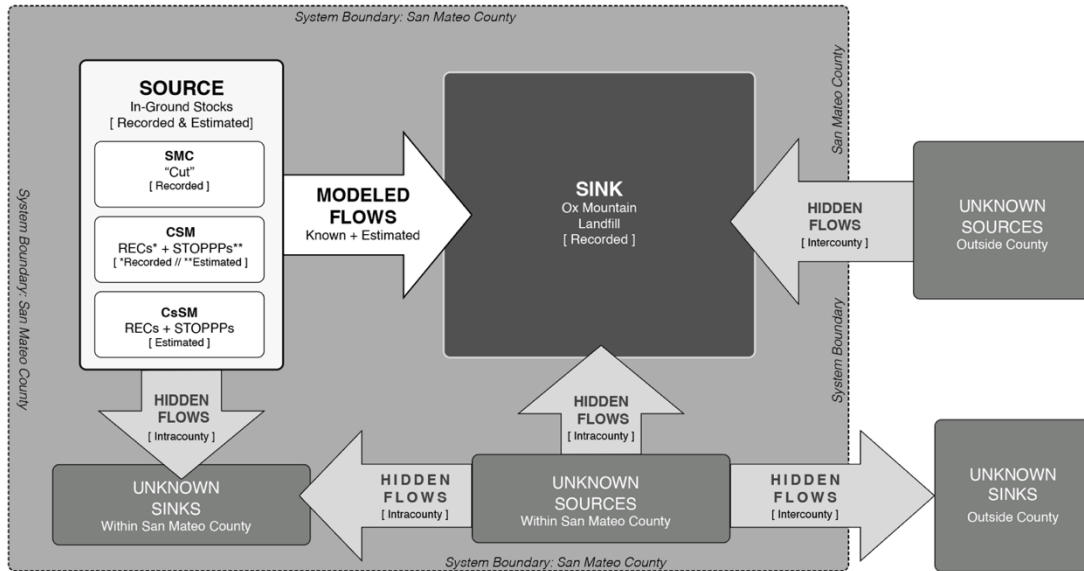 System Boundary: San Mateo County
SOURCE
In-Ground Stocks
[ Recorded & Estimated]
SMC
“Cut”
[ Recorded ]
CSM
RECs* + STOPPP**
[ *Recorded // **Estimated ]
CsSM
RECs + STOPPPs
[ Estimated ]
MODELED
FLOWS
Known + Estimated
SINK
Ox Mountain
Landfill
[ Recorded ]
San Mateo County
System Boundary
HIDDEN
FLOWS
[ Intercounty ]
UNKNOWN
SOURCES
Outside County
System Boundary: San Mateo County
HIDDEN
FLOWS
[ Intracounty ]
HIDDEN
FLOWS
[ Intracounty ]
UNKNOWN
SINKS
Within San Mateo County
HIDDEN
FLOWS
[ Intracounty ]
UNKNOWN
SOURCES
Within San Mateo County
HIDDEN
FLOWS
[ Intercounty ]
UNKNOWN
SINKS
Outside County
System Boundary: San Mateo County